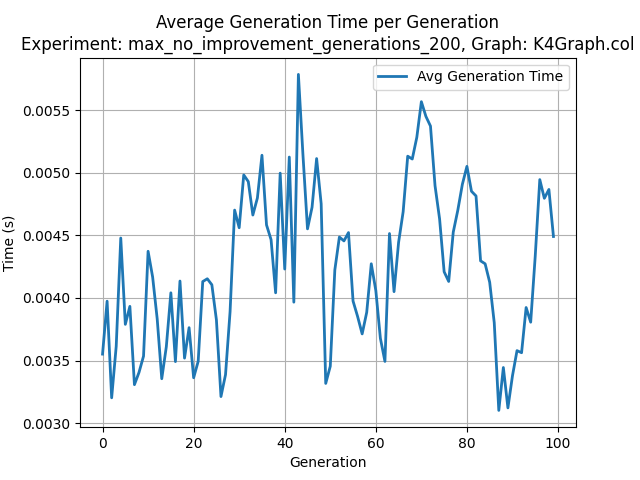 Average Generation Time per Generation
Experiment: max_no_improvement_generations_200, Graph: K4Graph.col
Avg Generation Time
0.0055
0.0050
0.0045
0.0040
0.0035
0.0030
Time (s)
0 20 40 60 80 100
Generation